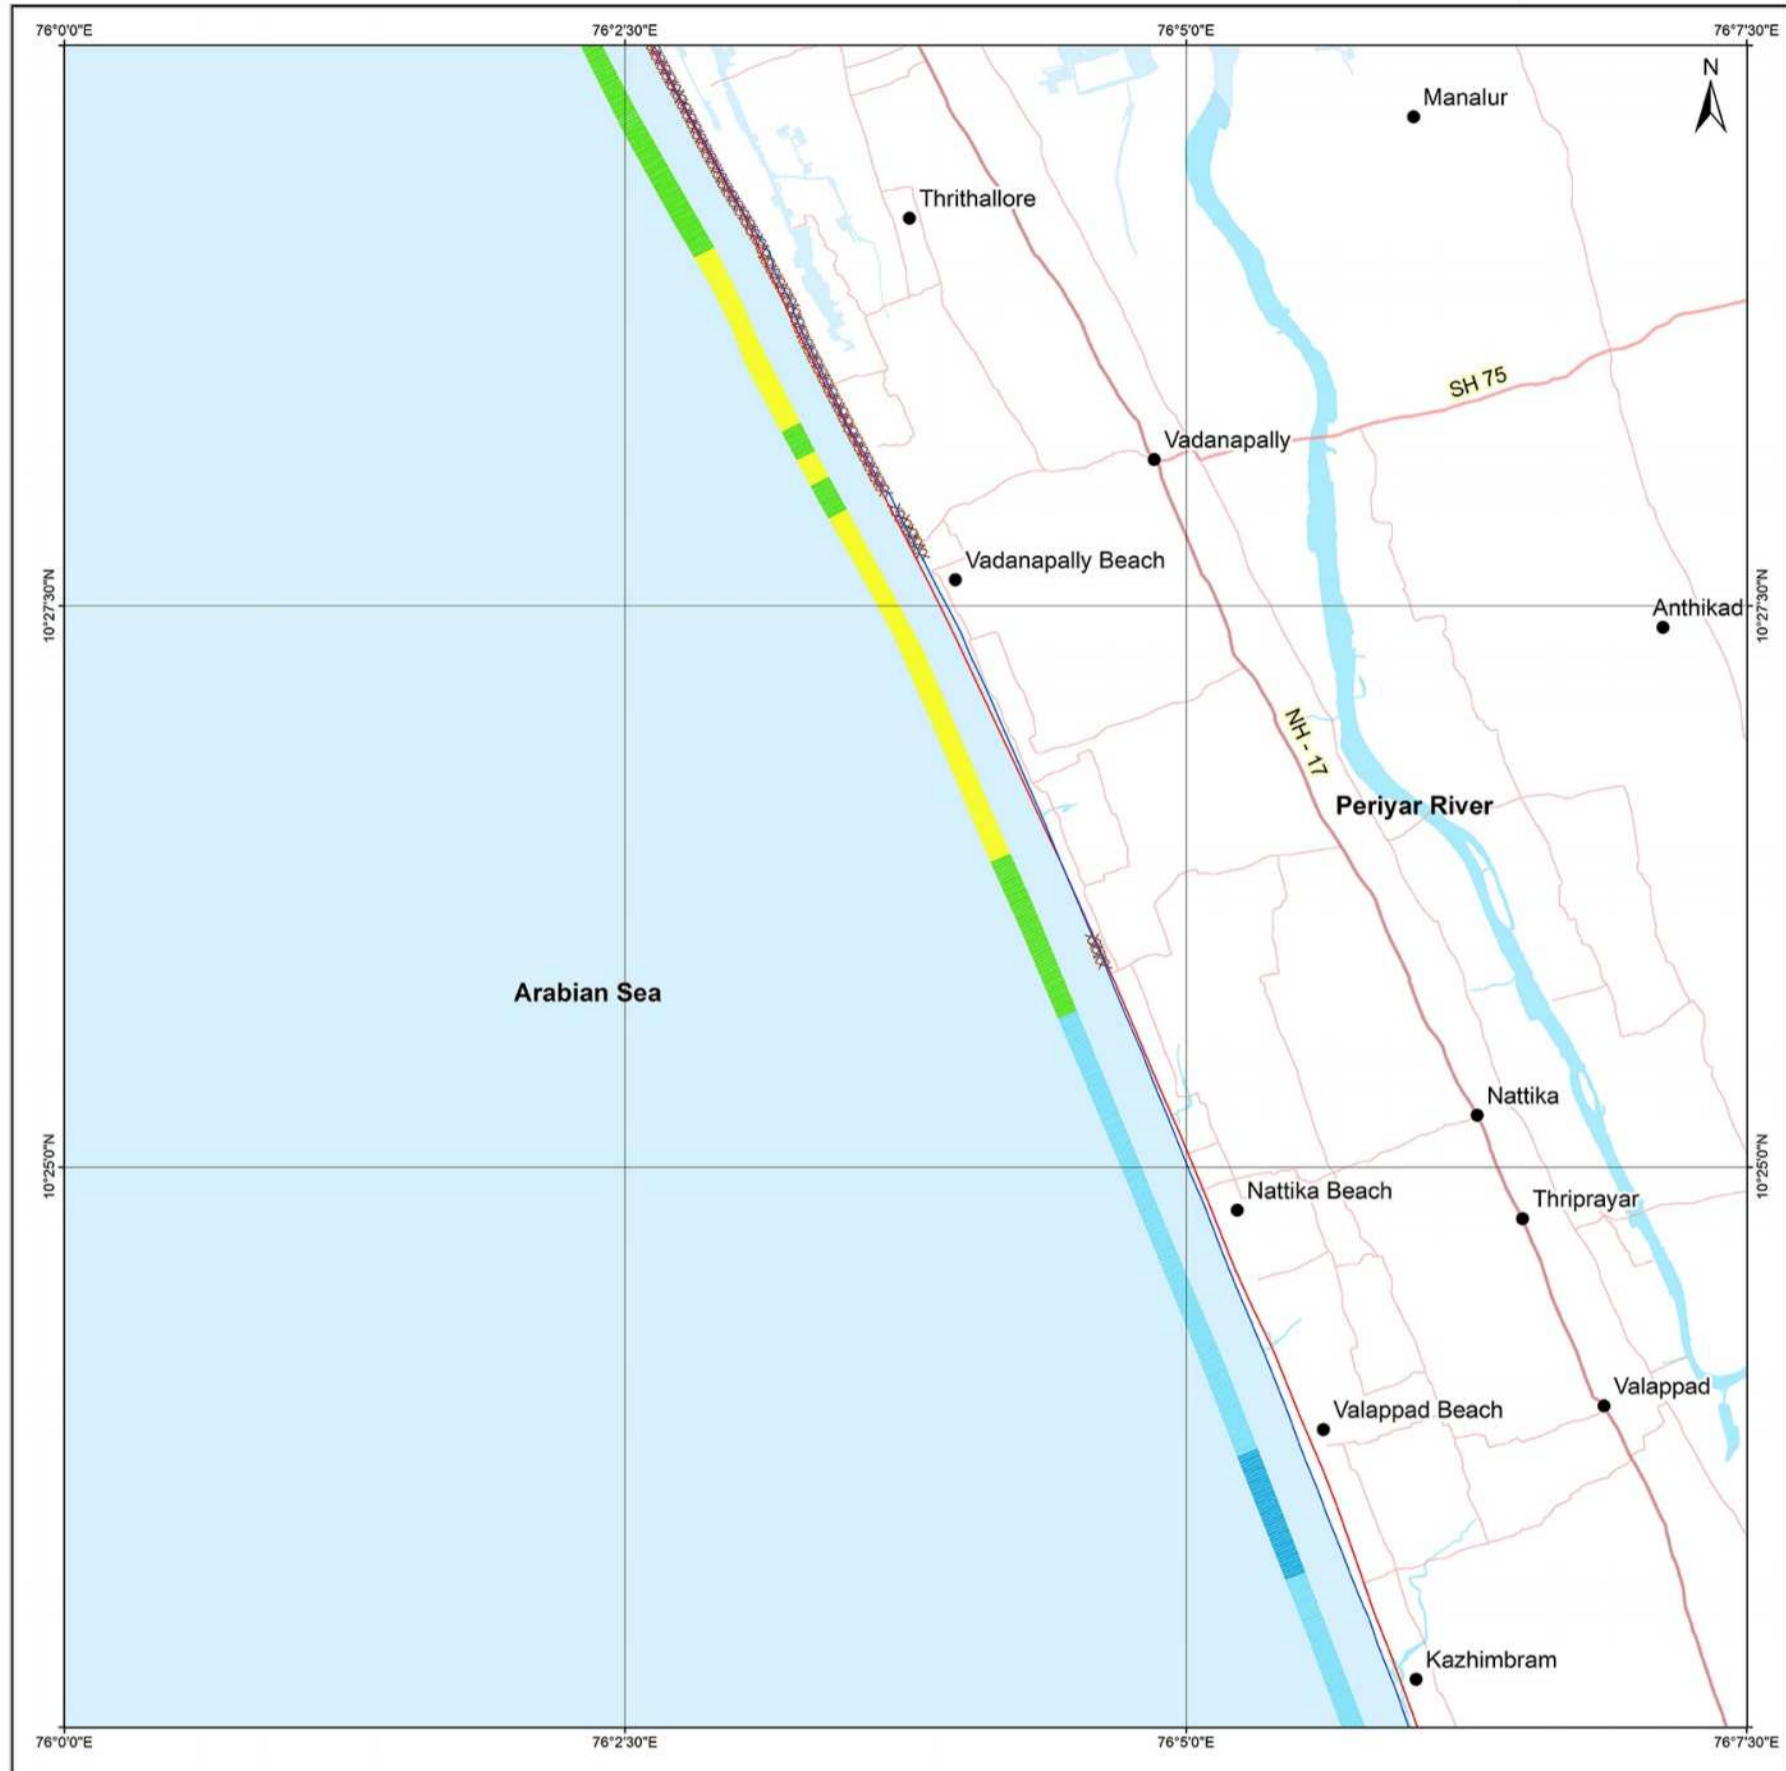 76°0'0"E
76°2'30"E
76°5'0"E
76°7'30"E
N
Manalur
Thrithallore
SH 75
Vadanapally
Vadanapally Beach
10°27'30"N
10°27'30"N
Anthikad
NH - 17
Periyar River
Arabian Sea
Nattika
10°25'0"N
10°25'0"N
Nattika Beach
Thriprayar
Valappad
Valappad Beach
Kazhimbram
76°0'0"E
76°2'30"E
76°5'0"E
76°7'30"E